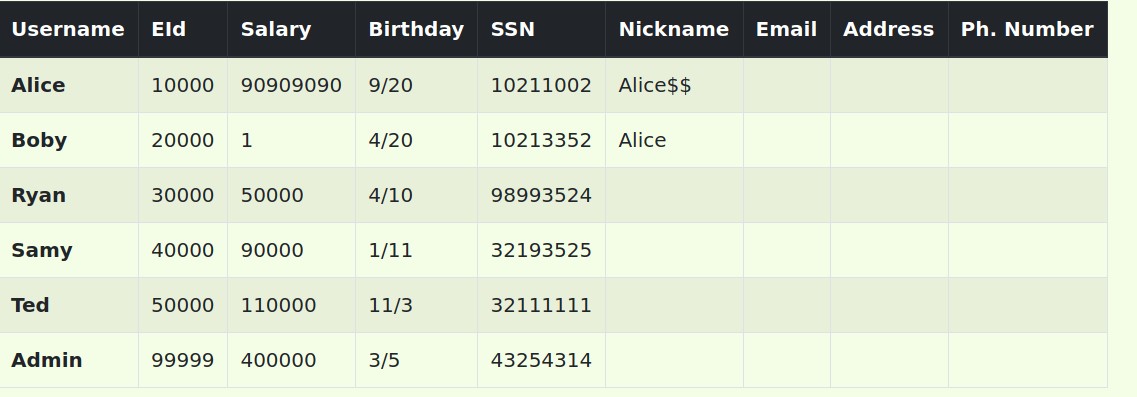 Username EId Salary Birthday SSN Nickname Email Address Ph. Number
Alice 10000 90909090 9/20 10211002 Alice$$
Boby 20000 1 4/20 10213352 Alice
Ryan 30000 50000 4/10 98993524
Samy 40000 90000 1/11 32193525
Ted 50000 110000 11/3 32111111
Admin 99999 400000 3/5 43254314